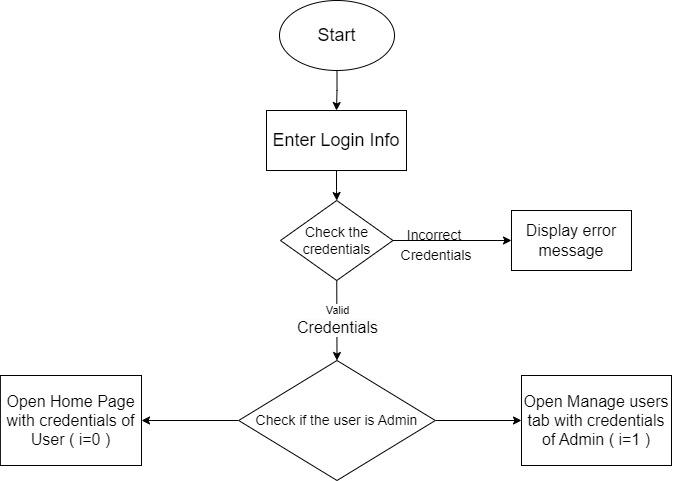 Start
Enter Login Info
Check the
credentials
Incorrect
Credentials
Display error
message
Valid
Credentials
Check if the user is Admin
Open Home Page
with credentials of
User ( i=0 )
Open Manage users
tab with credentials
of Admin ( i=1 )